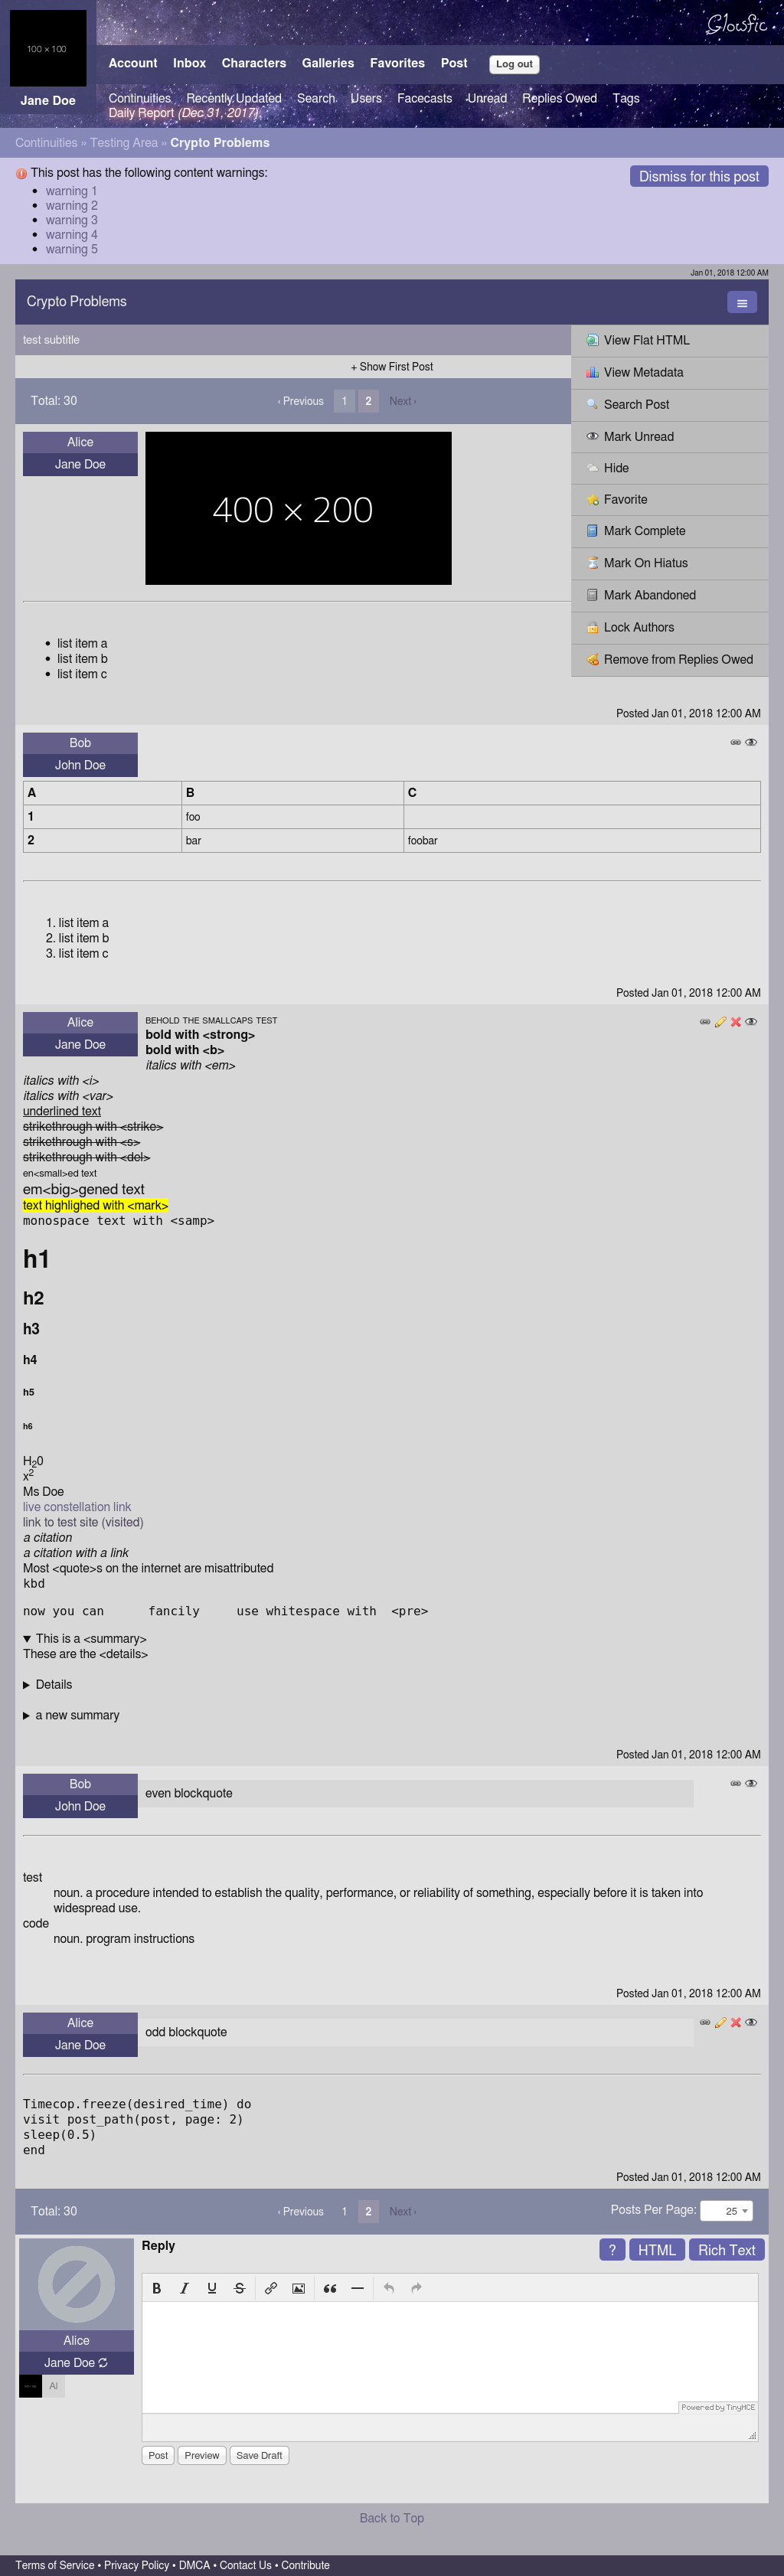 100 × 100
Glowfic
Account Inbox Characters Galleries Favorites Post Log out
Jane Doe
Continuities Recently Updated Search Users Facecasts Unread Replies Owed Tags
Daily Report (Dec 31, 2017)
Continuities » Testing Area » Crypto Problems
This post has the following content warnings:
Dismiss for this post
warning 1
warning 2
warning 3
warning 4
warning 5
Jan 01, 2018 12:00 AM
Crypto Problems
test subtitle
+ Show First Post
Total: 30 ‹ Previous 1 2 Next ›
View Flat HTML
View Metadata
Search Post
Mark Unread
Hide
Favorite
Mark Complete
Mark On Hiatus
Mark Abandoned
Lock Authors
Remove from Replies Owed
Alice
Jane Doe
400 × 200
list item a
list item b
list item c
Posted Jan 01, 2018 12:00 AM
Bob
John Doe
A B C
1 foo
2 bar foobar
1. list item a
2. list item b
3. list item c
Posted Jan 01, 2018 12:00 AM
Alice
Jane Doe
BEHOLD THE SMALLCAPS TEST
bold with <strong>
bold with <b>
italics with <em>
italics with <i>
italics with <var>
underlined text
strikethrough with <strike>
strikethrough with <s>
strikethrough with <del>
en<small>ed text
em<big>gened text
text highlighed with <mark>
monospace text with <samp>
h1
h2
h3
h4
h5
h6
H20
x2
Ms Doe
live constellation link
link to test site (visited)
a citation
a citation with a link
Most <quote>s on the internet are misattributed
kbd
now you can      fancily     use whitespace with  <pre>
▼ This is a <summary>
These are the <details>
► Details
► a new summary
Posted Jan 01, 2018 12:00 AM
Bob
John Doe
even blockquote
test
noun. a procedure intended to establish the quality, performance, or reliability of something, especially before it is taken into
widespread use.
code
noun. program instructions
Posted Jan 01, 2018 12:00 AM
Alice
Jane Doe
odd blockquote
Timecop.freeze(desired_time) do
visit post_path(post, page: 2)
sleep(0.5)
end
Posted Jan 01, 2018 12:00 AM
Total: 30 ‹ Previous 1 2 Next › Posts Per Page: 25
Reply ? HTML Rich Text
B I U S
Alice
Jane Doe
Al
Powered by TinyMCE
Post Preview Save Draft
Back to Top
Terms of Service • Privacy Policy • DMCA • Contact Us • Contribute